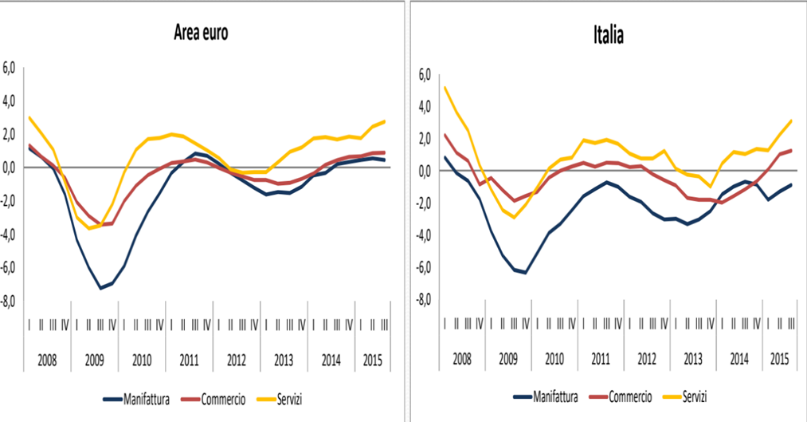 Area euro
6,0
4,0
2,0
0,0
-2,0
-4,0
-6,0
-8,0
I II III IV I II III IV I II III IV I II III IV I II III IV I II III IV I II III IV I II III
2008 2009 2010 2011 2012 2013 2014 2015
Manifattura Commercio Servizi
Italia
6,0
4,0
2,0
0,0
-2,0
-4,0
-6,0
-8,0
I II III IV I II III IV I II III IV I II III IV I II III IV I II III IV I II III IV I II III
2008 2009 2010 2011 2012 2013 2014 2015
Manifattura Commercio Servizi